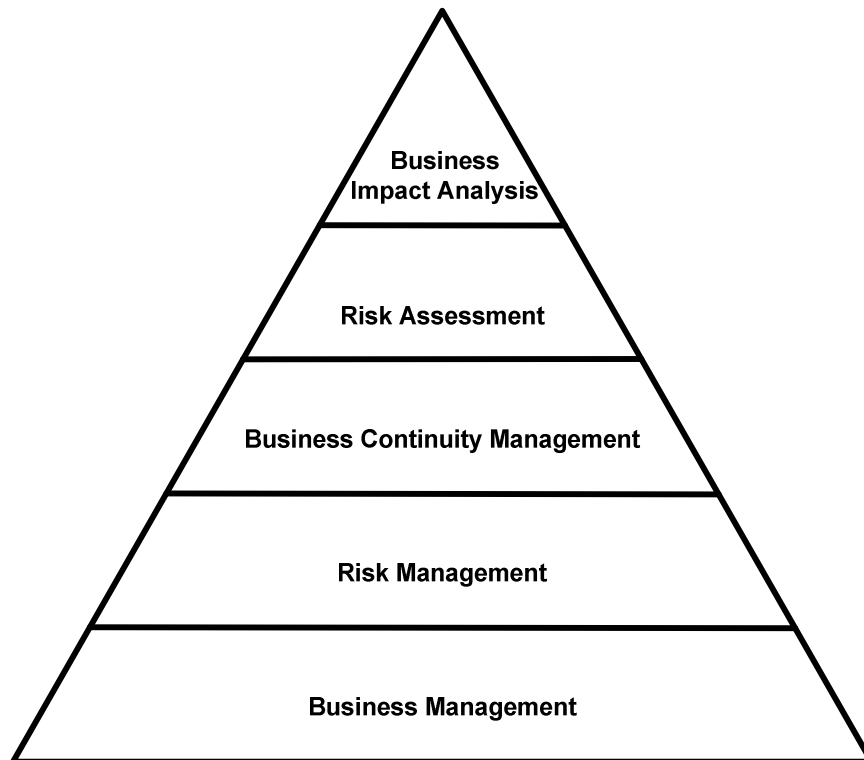 Business
Impact Analysis
Risk Assessment
Business Continuity Management
Risk Management
Business Management